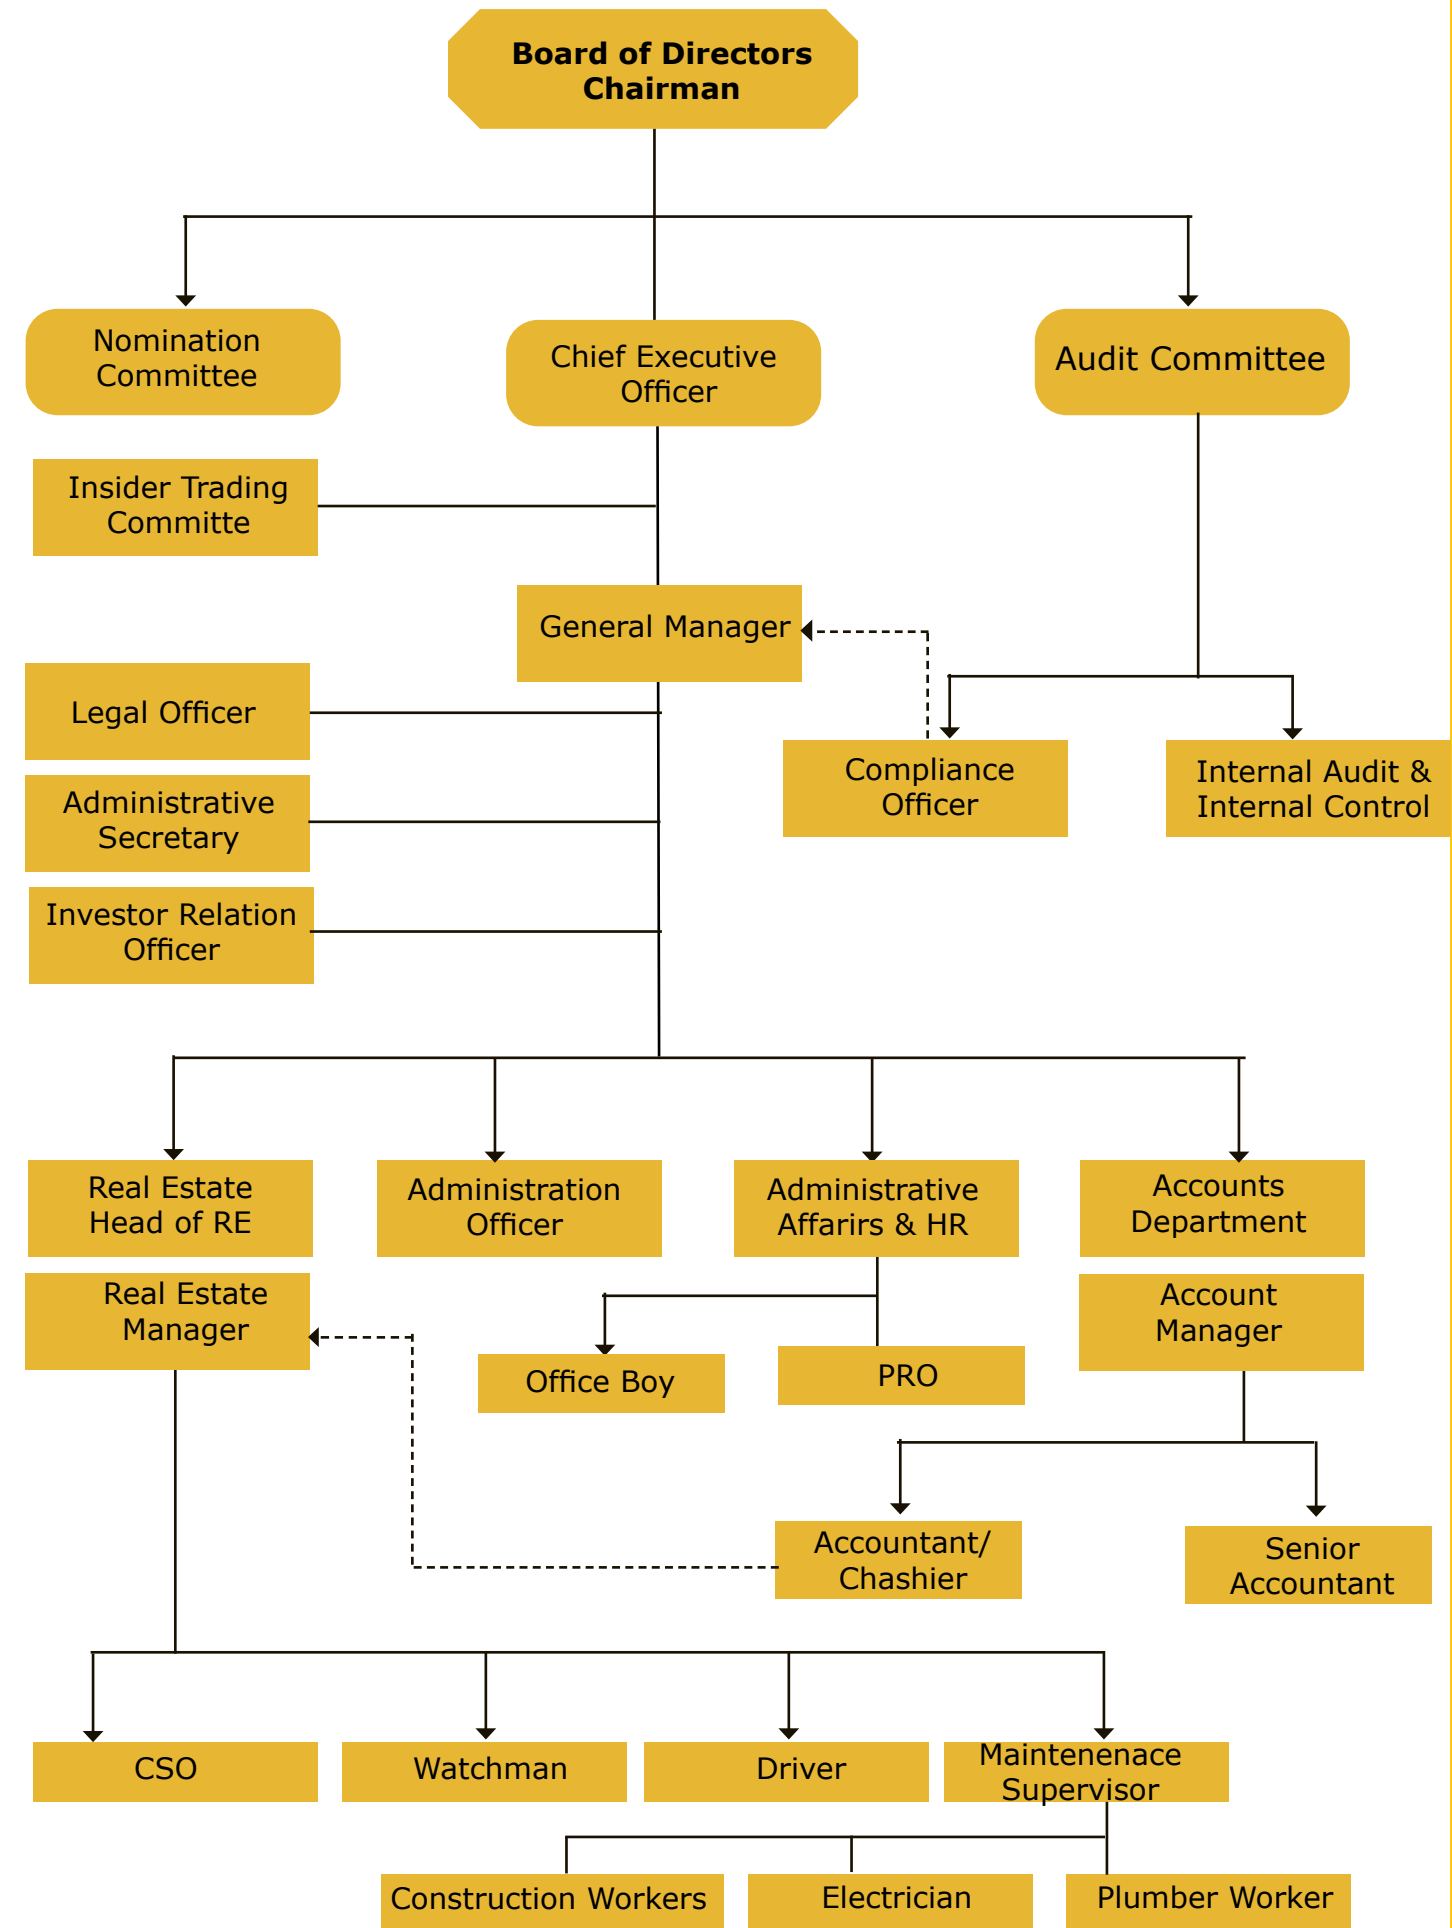 Board of Directors
Chairman
Nomination
Committee
Chief Executive
Officer
Audit Committee
Insider Trading
Committe
General Manager
Legal Officer
Compliance
Officer
Internal Audit &
Internal Control
Administrative
Secretary
Investor Relation
Officer
Real Estate
Head of RE
Administration
Officer
Administrative
Affarirs & HR
Accounts
Department
Real Estate
Manager
Account
Manager
Office Boy
PRO
Accountant/
Chashier
Senior
Accountant
CSO
Watchman
Driver
Maintenenace
Supervisor
Construction Workers
Electrician
Plumber Worker